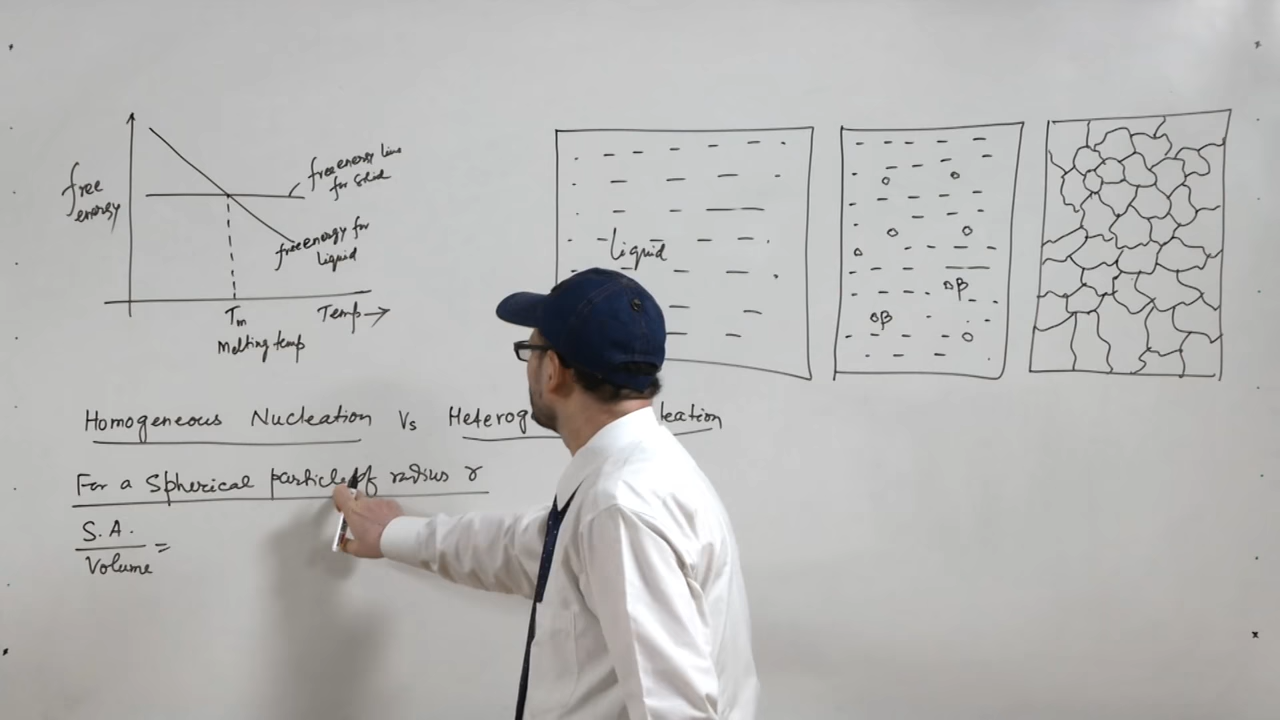 free
energy
free energy line
for solid
free energy for
liquid
Tm
Melting temp
Temp →
Liquid
β
β
Homogeneous Nucleation Vs Heterog leation
For a Spherical particle of radius r
S.A.
Volume =